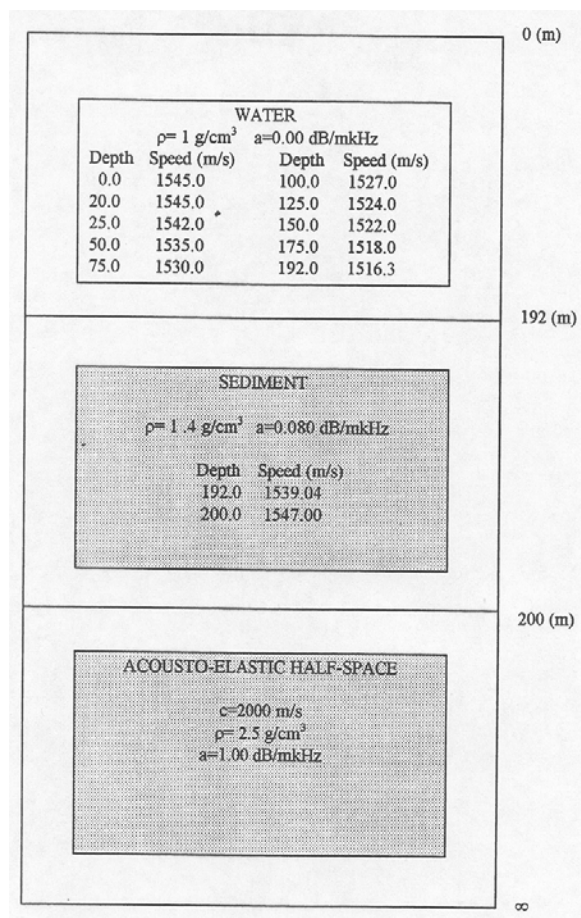 0 (m)
WATER
ρ= 1 g/cm³ a=0.00 dB/mkHz
Depth Speed (m/s) Depth Speed (m/s)
0.0 1545.0 100.0 1527.0
20.0 1545.0 125.0 1524.0
25.0 1542.0 150.0 1522.0
50.0 1535.0 175.0 1518.0
75.0 1530.0 192.0 1516.3
192 (m)
SEDIMENT
ρ= 1 .4 g/cm³ a=0.080 dB/mkHz
Depth Speed (m/s)
192.0 1539.04
200.0 1547.00
200 (m)
ACOUSTO-ELASTIC HALF-SPACE
c=2000 m/s
ρ= 2.5 g/cm³
a=1.00 dB/mkHz
∞